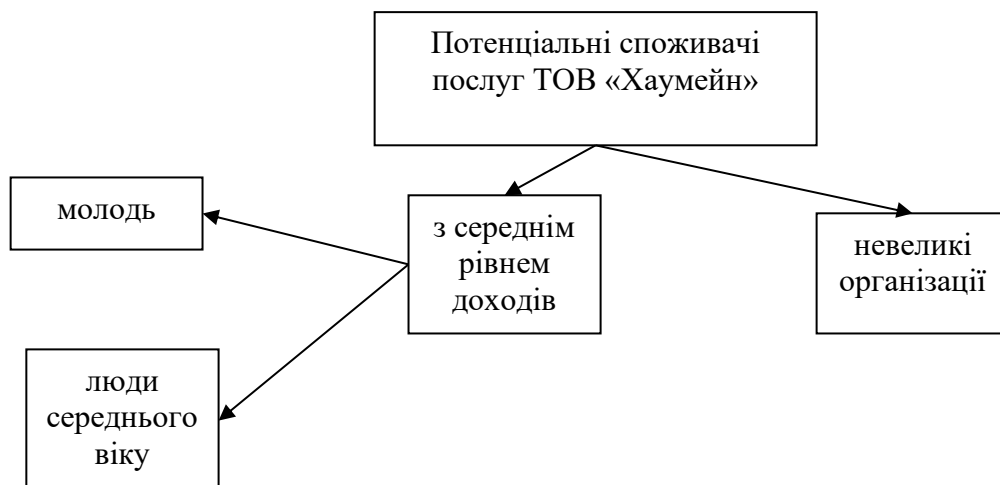 Потенціальні споживачі
послуг ТОВ «Хаумейн»
молодь
з середнім
рівнем
доходів
невеликі
організації
люди
середнього
віку